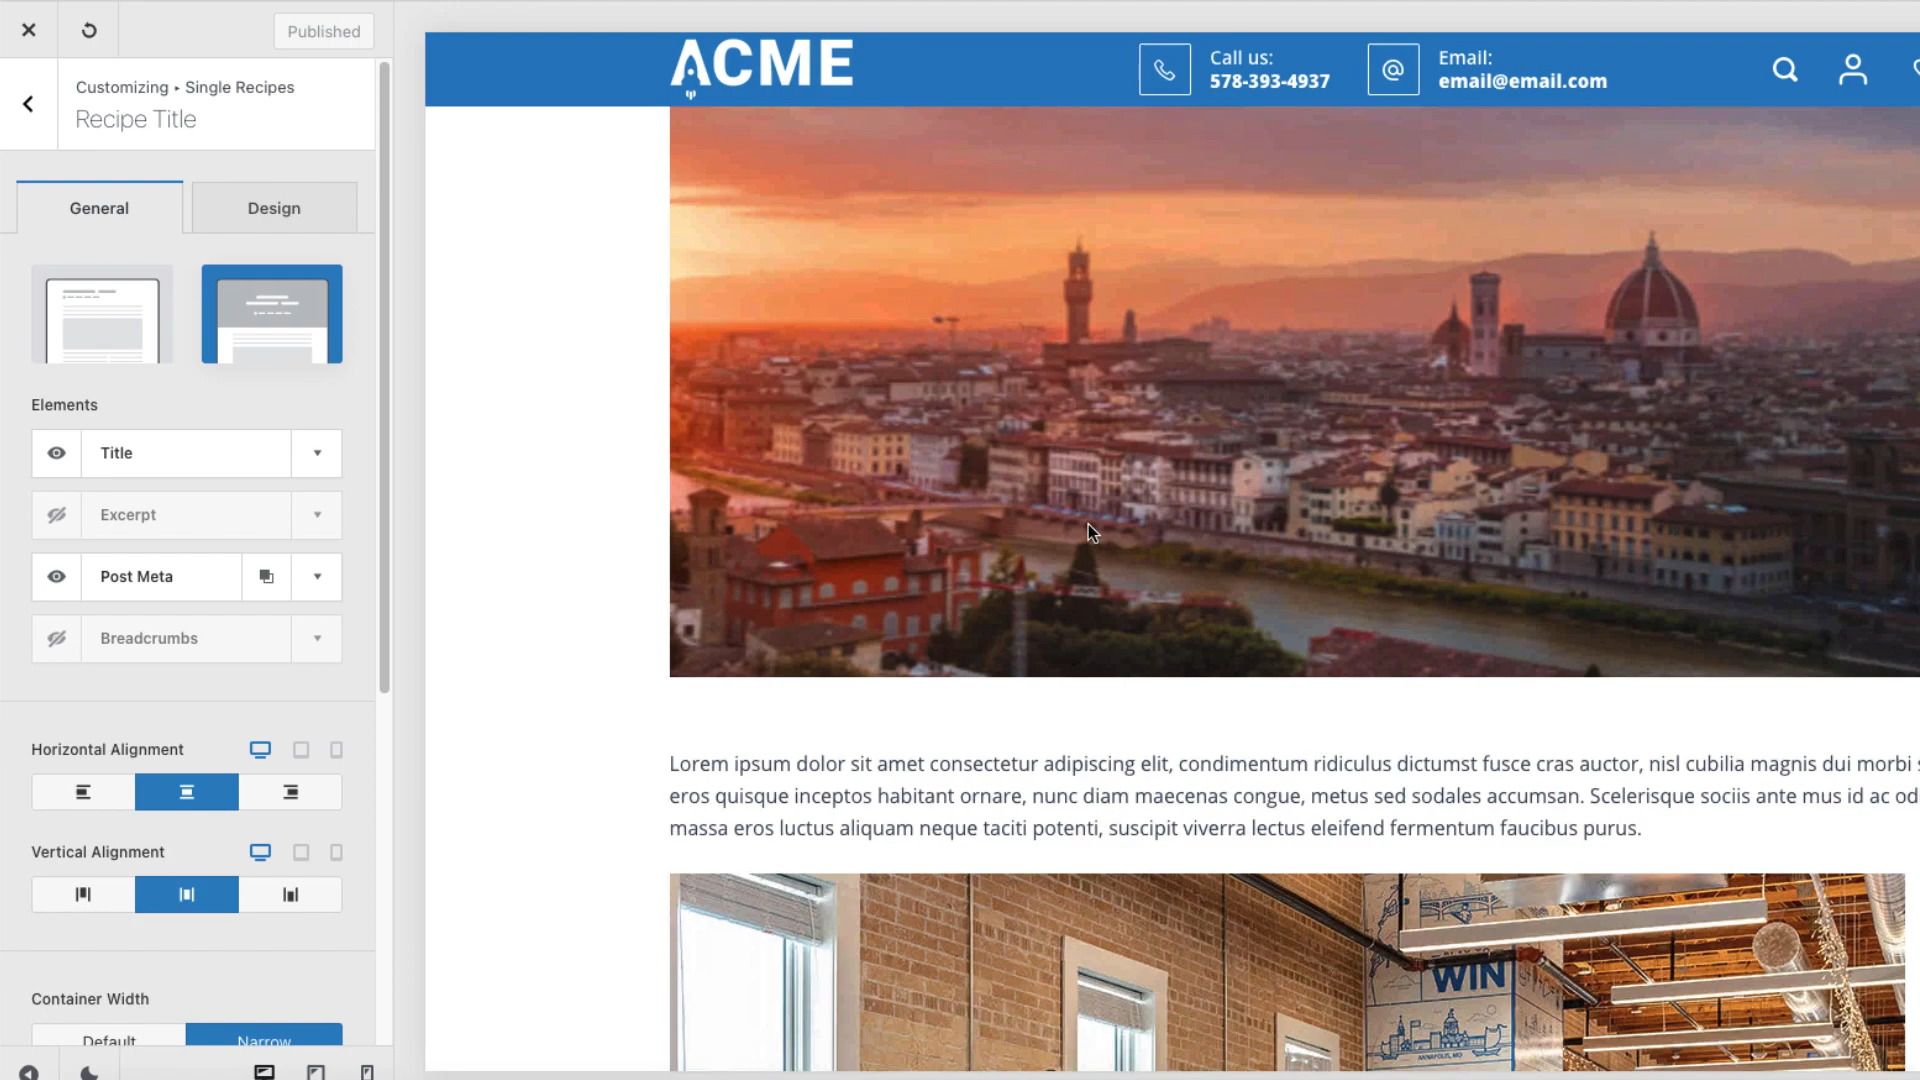 Published
Customizing ▸ Single Recipes
Recipe Title
General
Design
Elements
Title
Excerpt
Post Meta
Breadcrumbs
Horizontal Alignment
Vertical Alignment
Container Width
Default
Narrow
ACME
Call us:
578-393-4937
Email:
email@email.com
Lorem ipsum dolor sit amet consectetur adipiscing elit, condimentum ridiculus dictumst fusce cras auctor, nisl cubilia magnis dui morbi
eros quisque inceptos habitant ornare, nunc diam maecenas congue, metus sed sodales accumsan. Scelerisque sociis ante mus id ac od
massa eros luctus aliquam neque taciti potenti, suscipit viverra lectus eleifend fermentum faucibus purus.
WIN
ANNAPOLIS, MO